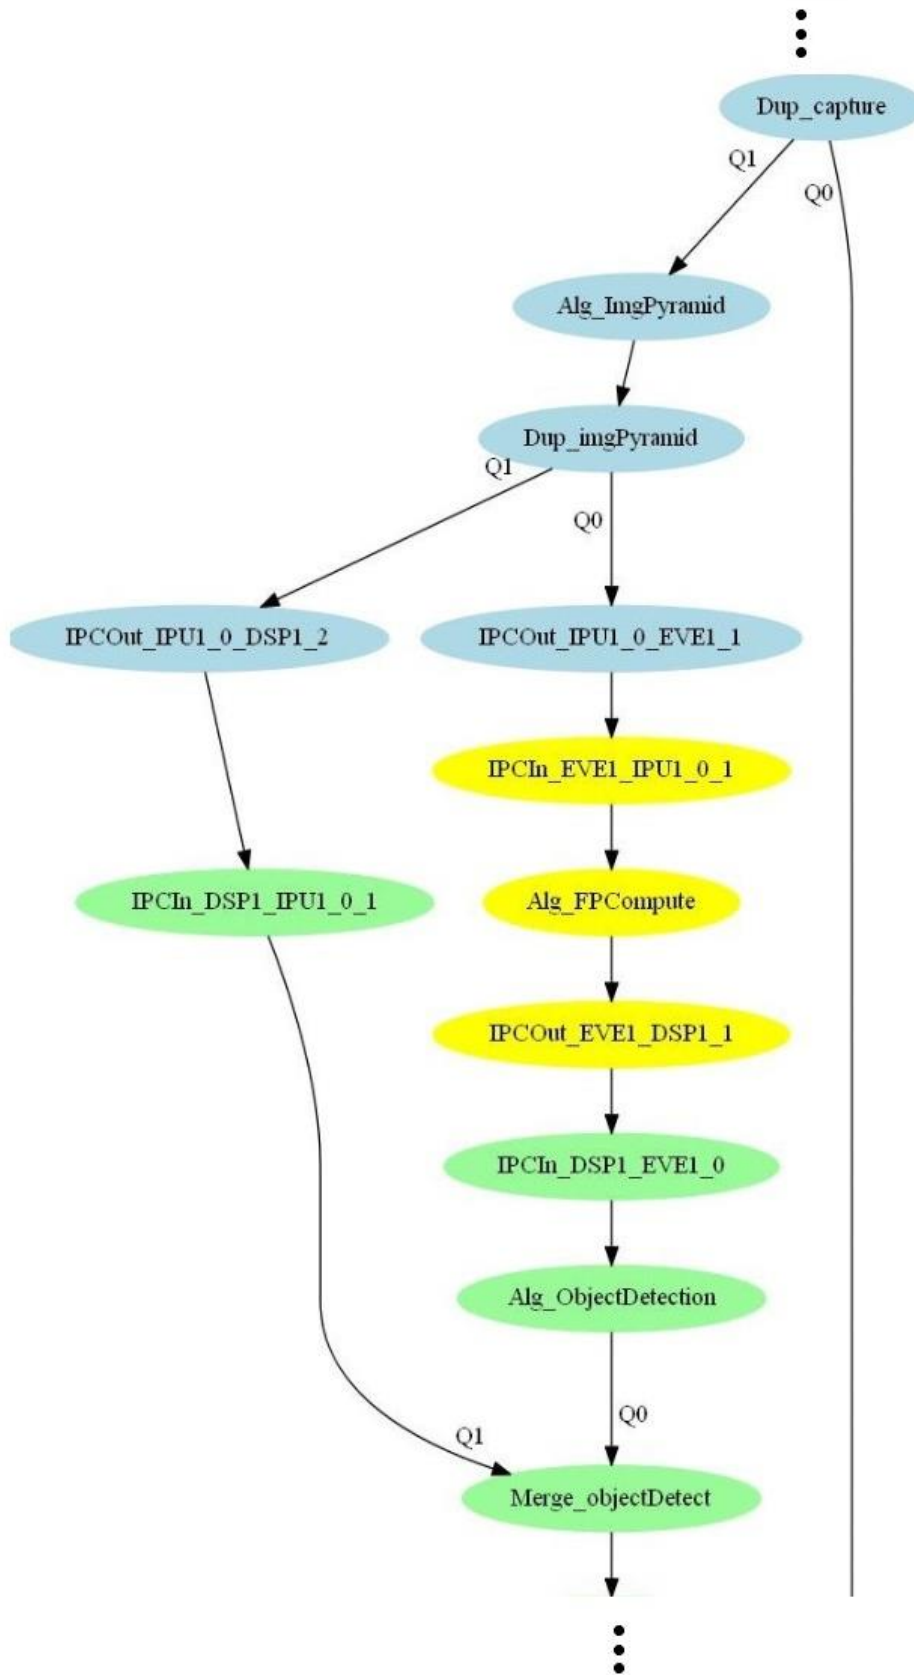 Dup_capture
Q1
Q0
Alg_ImgPyramid
Dup_imgPyramid
Q1
Q0
IPCOut_IPU1_0_DSP1_2
IPCOut_IPU1_0_EVE1_1
IPCIn_EVE1_IPU1_0_1
IPCIn_DSP1_IPU1_0_1
Alg_FPCompute
IPCOut_EVE1_DSP1_1
IPCIn_DSP1_EVE1_0
Alg_ObjectDetection
Q1
Q0
Merge_objectDetect